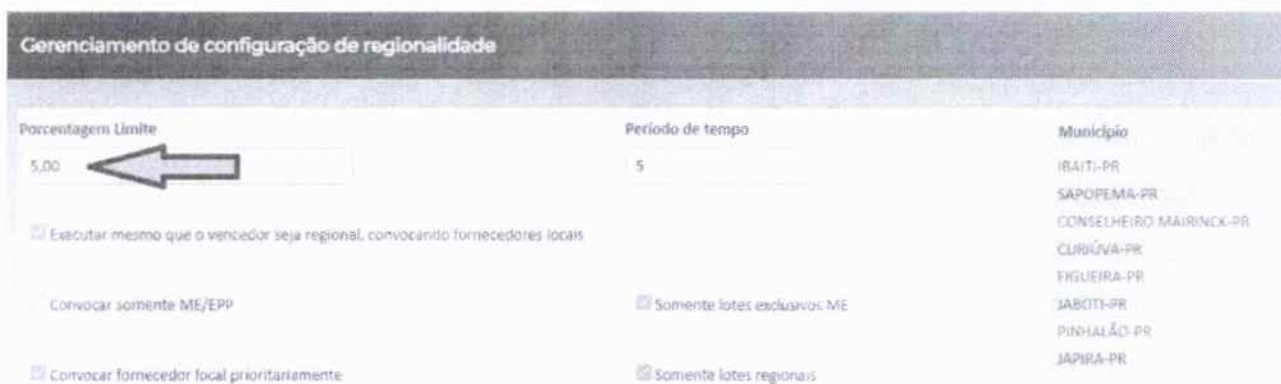 Gerenciamento de configuração de regionalidade
Porcentagem Limite
Período de tempo
Município
5,00
5
IBAITI-PR
SAPOPEMA-PR
CONSELHEIRO MAIRINCK-PR
CURIÚVA-PR
FIGUEIRA-PR
JABOTI-PR
PINHALÃO-PR
JAPIRA-PR
Executar mesmo que o vencedor seja regional, convocando fornecedores locais
Convocar somente ME/EPP
Somente lotes exclusivos ME
Convocar fornecedor local prioritariamente
Somente lotes regionais